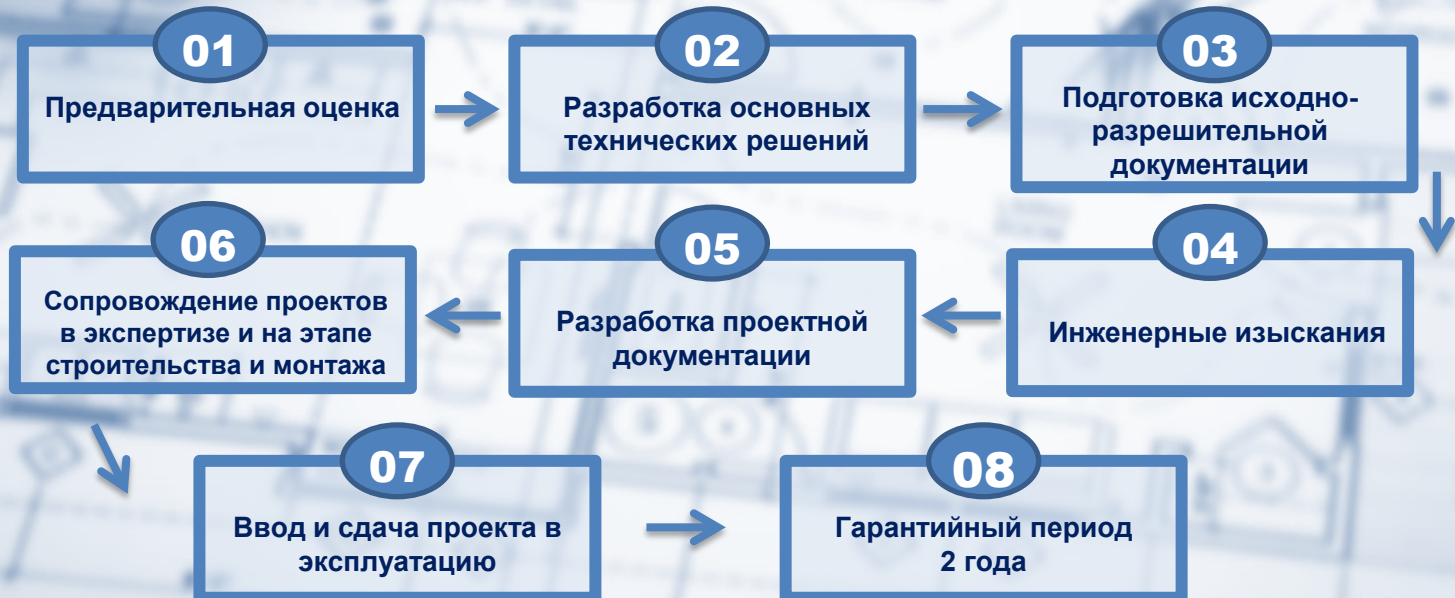 01
Предварительная оценка
02
Разработка основных
технических решений
03
Подготовка исходно-
разрешительной
документации
04
Инженерные изыскания
05
Разработка проектной
документации
06
Сопровождение проектов
в экспертизе и на этапе
строительства и монтажа
07
Ввод и сдача проекта в
эксплуатацию
08
Гарантийный период
2 года